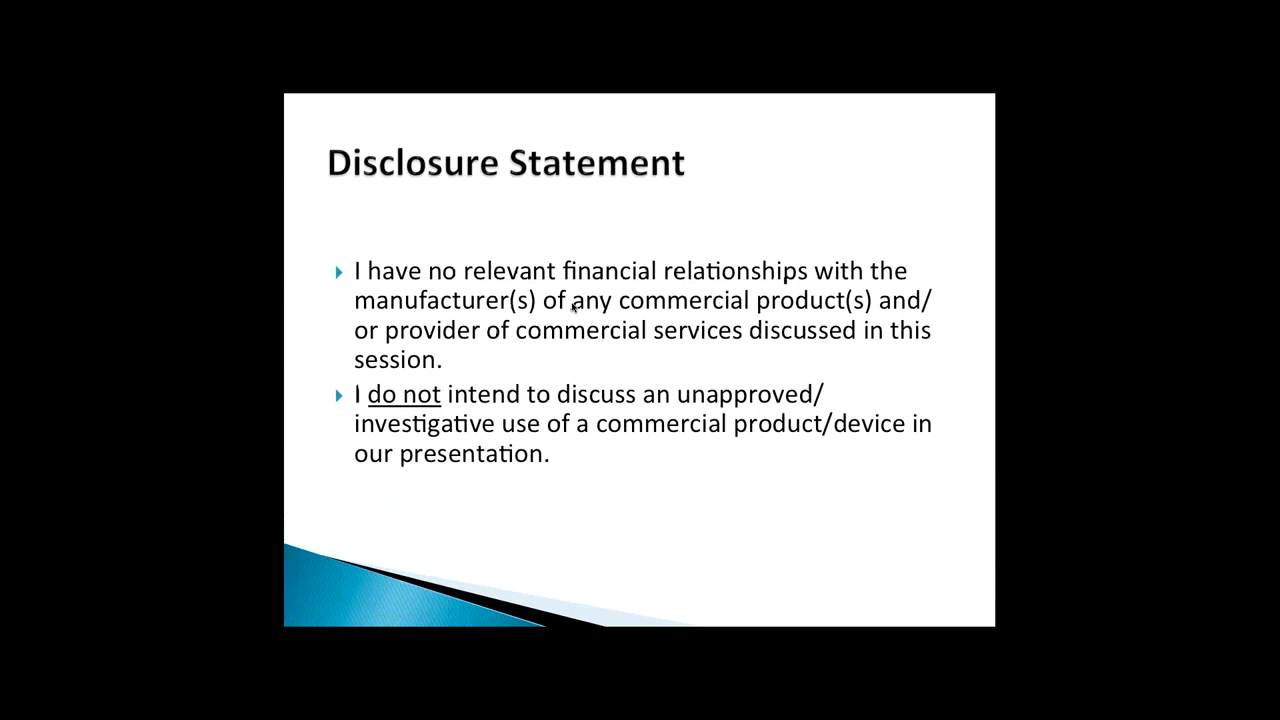 Disclosure Statement
I have no relevant financial relationships with the
manufacturer(s) of any commercial product(s) and/
or provider of commercial services discussed in this
session.
I do not intend to discuss an unapproved/
investigative use of a commercial product/device in
our presentation.